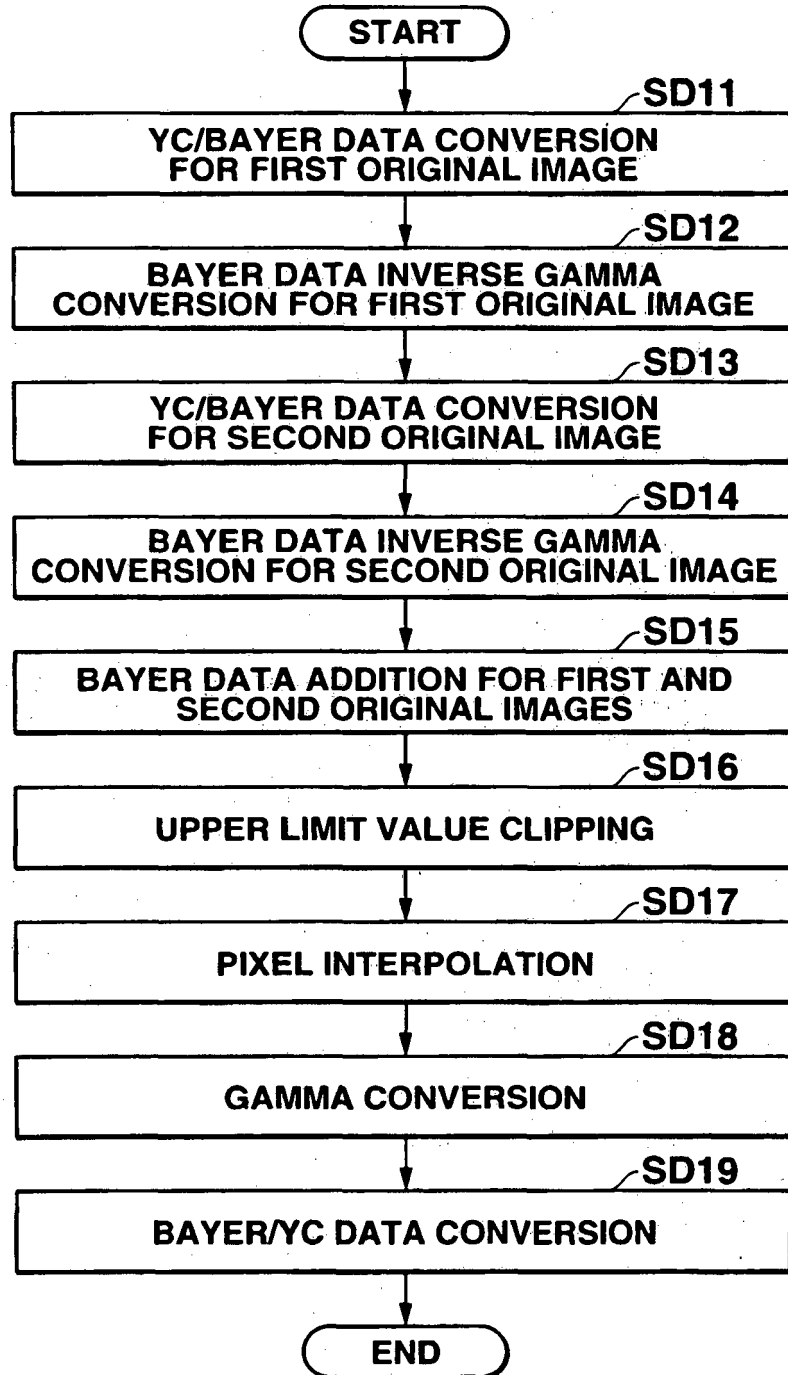 START
SD11
YC/BAYER DATA CONVERSION
FOR FIRST ORIGINAL IMAGE
SD12
BAYER DATA INVERSE GAMMA
CONVERSION FOR FIRST ORIGINAL IMAGE
SD13
YC/BAYER DATA CONVERSION
FOR SECOND ORIGINAL IMAGE
SD14
BAYER DATA INVERSE GAMMA
CONVERSION FOR SECOND ORIGINAL IMAGE
SD15
BAYER DATA ADDITION FOR FIRST AND
SECOND ORIGINAL IMAGES
SD16
UPPER LIMIT VALUE CLIPPING
SD17
PIXEL INTERPOLATION
SD18
GAMMA CONVERSION
SD19
BAYER/YC DATA CONVERSION
END